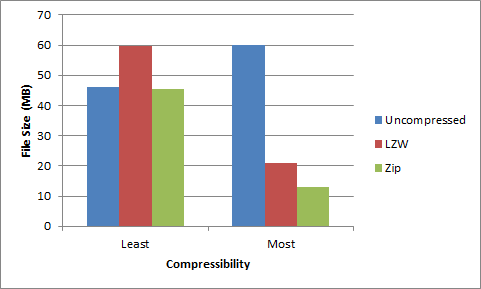 70
60
50
40
30
20
10
0
File Size (MB)
Least
Most
Compressibility
Uncompressed
LZW
Zip